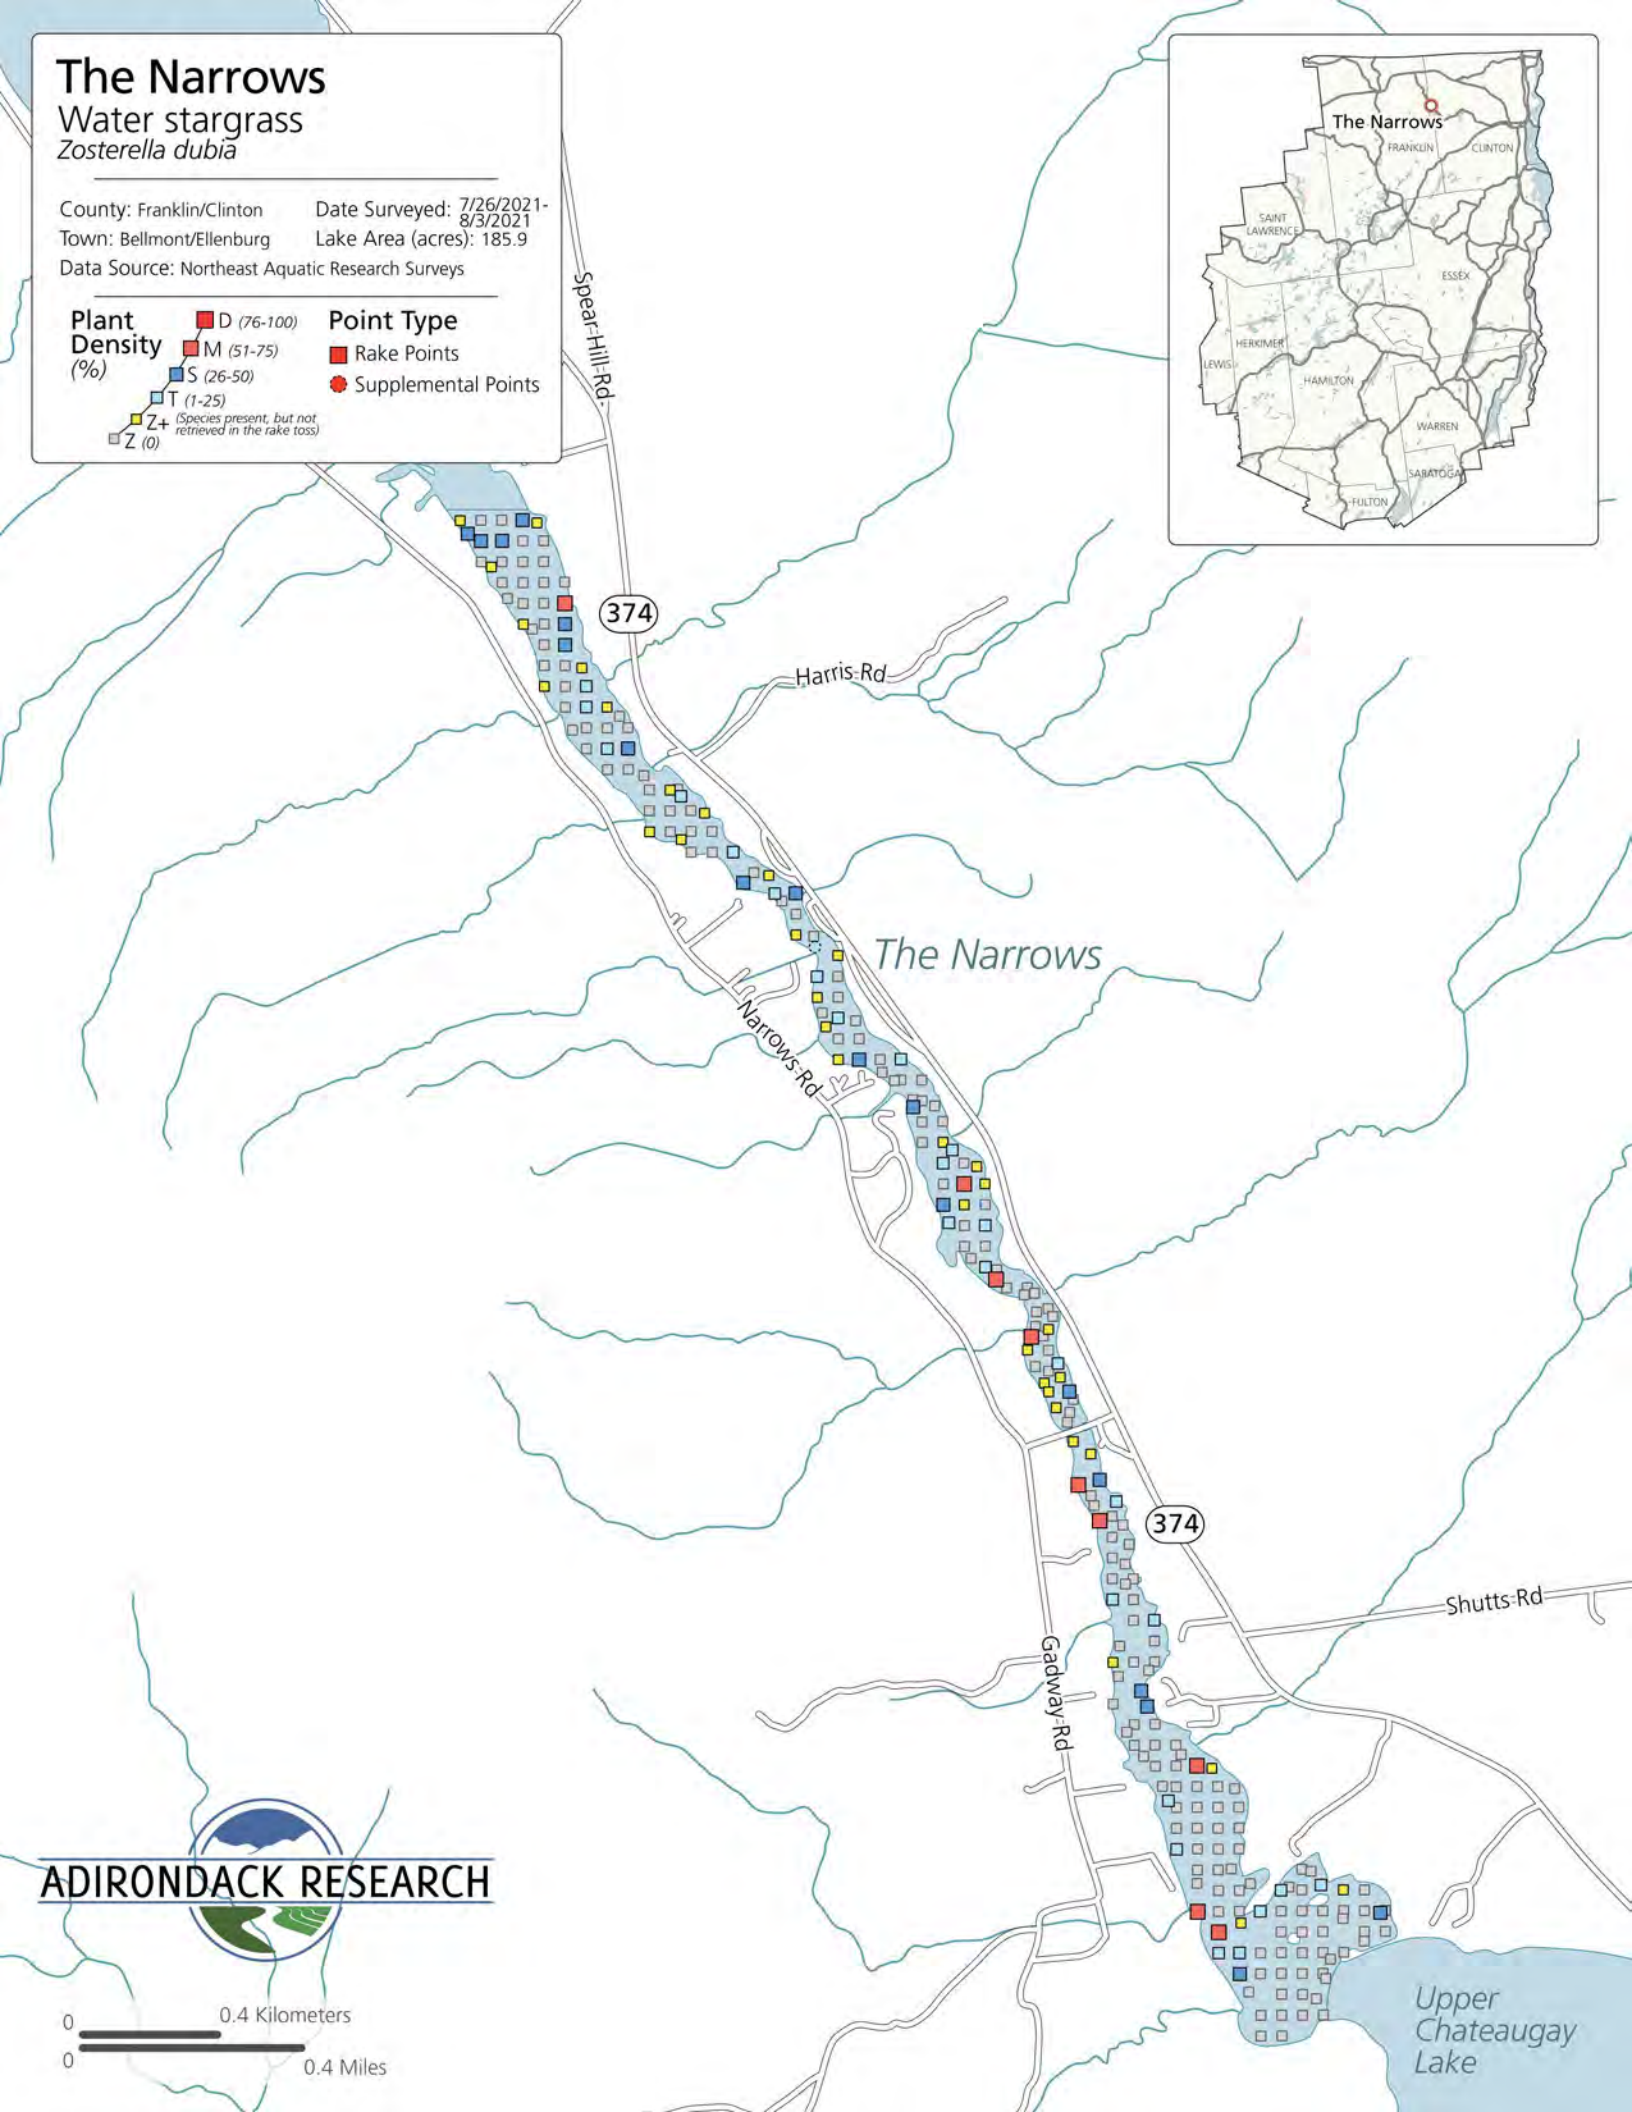 The Narrows
Water stargrass
Zosterella dubia
County: Franklin/Clinton
Date Surveyed: 7/26/2021-
8/3/2021
Town: Bellmont/Ellenburg
Lake Area (acres): 185.9
Data Source: Northeast Aquatic Research Surveys
Plant
Density
(%)
D (76-100)
M (51-75)
S (26-50)
T (1-25)
Z+ (Species present, but not
retrieved in the rake toss)
Z (0)
Point Type
Rake Points
Supplemental Points
The Narrows
FRANKLIN
CLINTON
SAINT
LAWRENCE
ESSEX
HERKIMER
LEWIS
HAMILTON
WARREN
SARATOGA
FULTON
Spear-Hill-Rd-
374
Harris-Rd
The Narrows
Narrows-Rd
374
Shutts-Rd
Gadway-Rd
ADIRONDACK RESEARCH
0 0.4 Kilometers
0 0.4 Miles
Upper
Chateaugay
Lake